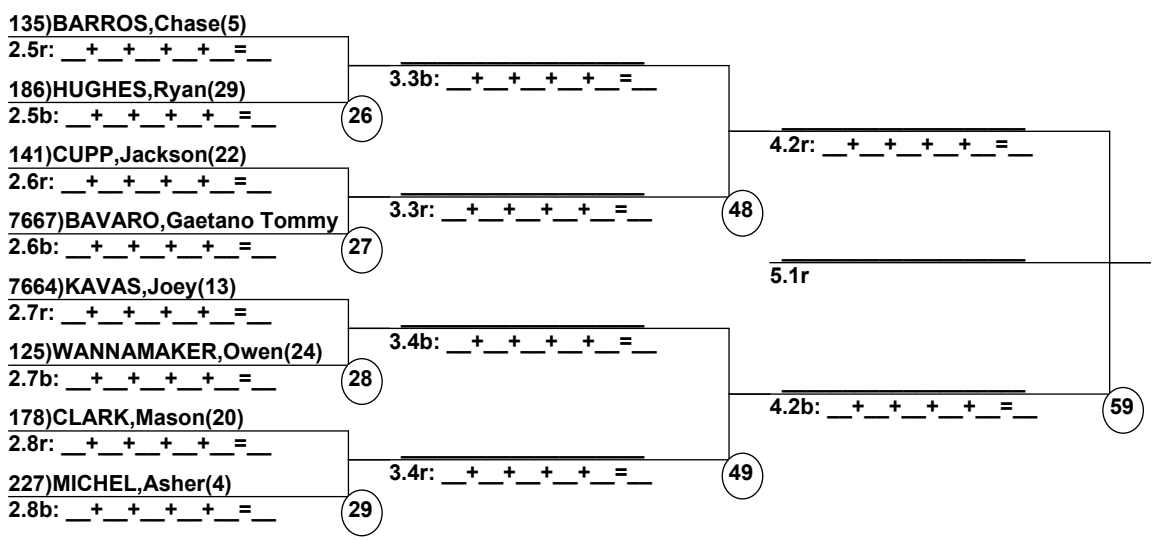 135)BARROS,Chase(5)
2.5r: __+__+__+__+__=__
186)HUGHES,Ryan(29)
2.5b: __+__+__+__+__=__
26
141)CUPP,Jackson(22)
2.6r: __+__+__+__+__=__
7667)BAVARO,Gaetano Tommy
2.6b: __+__+__+__+__=__
27
7664)KAVAS,Joey(13)
2.7r: __+__+__+__+__=__
125)WANNAMAKER,Owen(24)
2.7b: __+__+__+__+__=__
28
178)CLARK,Mason(20)
2.8r: __+__+__+__+__=__
227)MICHEL,Asher(4)
2.8b: __+__+__+__+__=__
29
3.3b: __+__+__+__+__=__
3.3r: __+__+__+__+__=__
48
3.4b: __+__+__+__+__=__
3.4r: __+__+__+__+__=__
49
4.2r: __+__+__+__+__=__
5.1r
4.2b: __+__+__+__+__=__
59